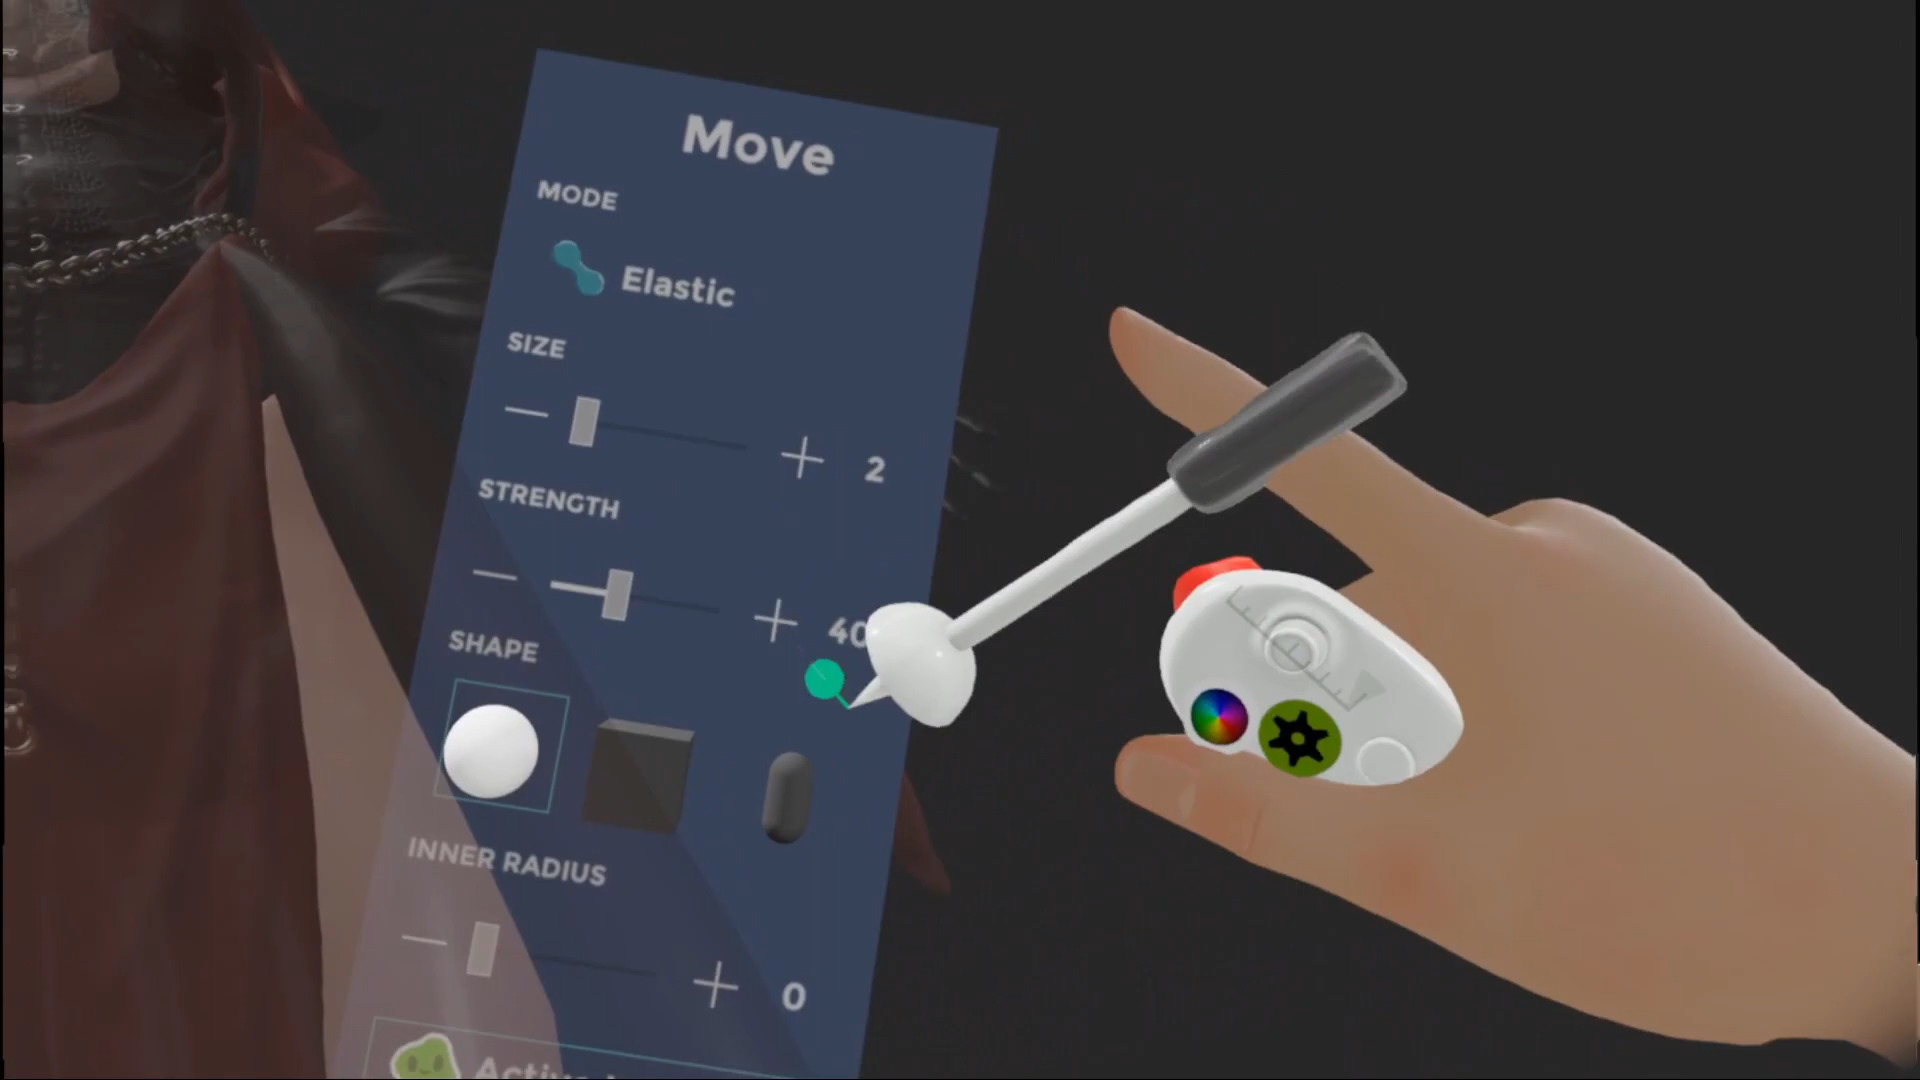 Move
MODE
Elastic
SIZE
2
STRENGTH
40
SHAPE
INNER RADIUS
0